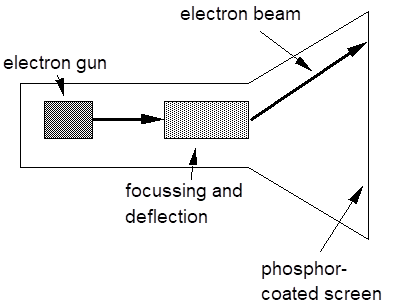 electron beam
electron gun
focussing and
deflection
phosphor-
coated screen